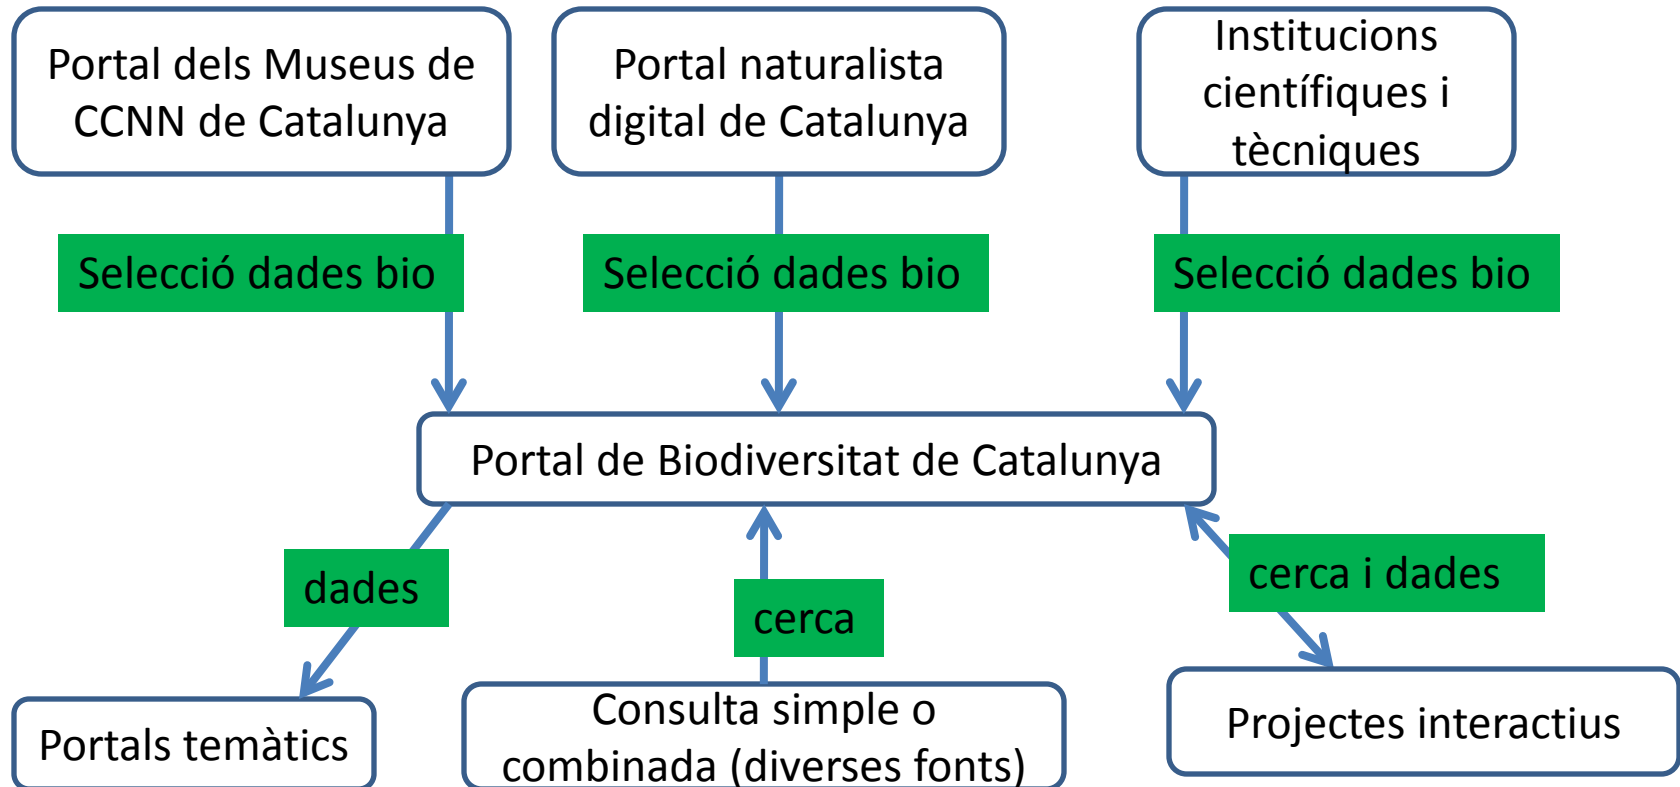 Portal dels Museus de
CCNN de Catalunya
Portal naturalista
digital de Catalunya
Institucions
científiques i
tècniques
Selecció dades bio
Selecció dades bio
Selecció dades bio
Portal de Biodiversitat de Catalunya
dades
cerca
cerca i dades
Portals temàtics
Consulta simple o
combinada (diverses fonts)
Projectes interactius